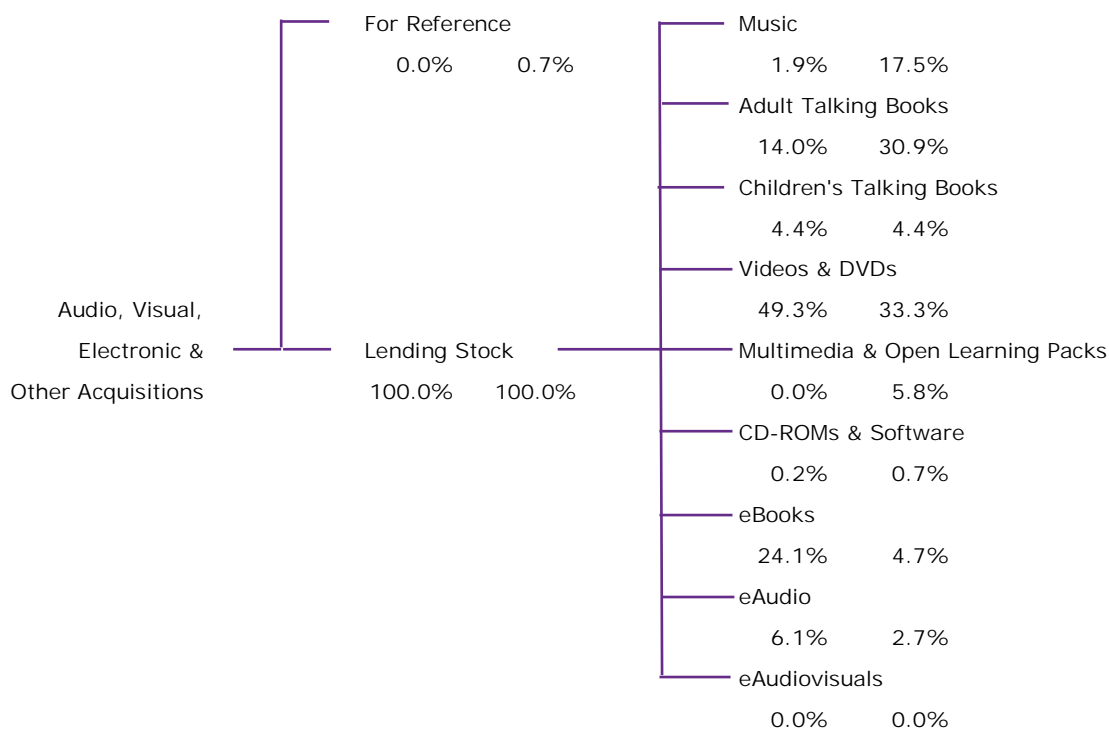 Audio, Visual,
Electronic &
Other Acquisitions
For Reference
0.0% 0.7%
Lending Stock
100.0% 100.0%
Music
1.9% 17.5%
Adult Talking Books
14.0% 30.9%
Children's Talking Books
4.4% 4.4%
Videos & DVDs
49.3% 33.3%
Multimedia & Open Learning Packs
0.0% 5.8%
CD-ROMs & Software
0.2% 0.7%
eBooks
24.1% 4.7%
eAudio
6.1% 2.7%
eAudiovisuals
0.0% 0.0%